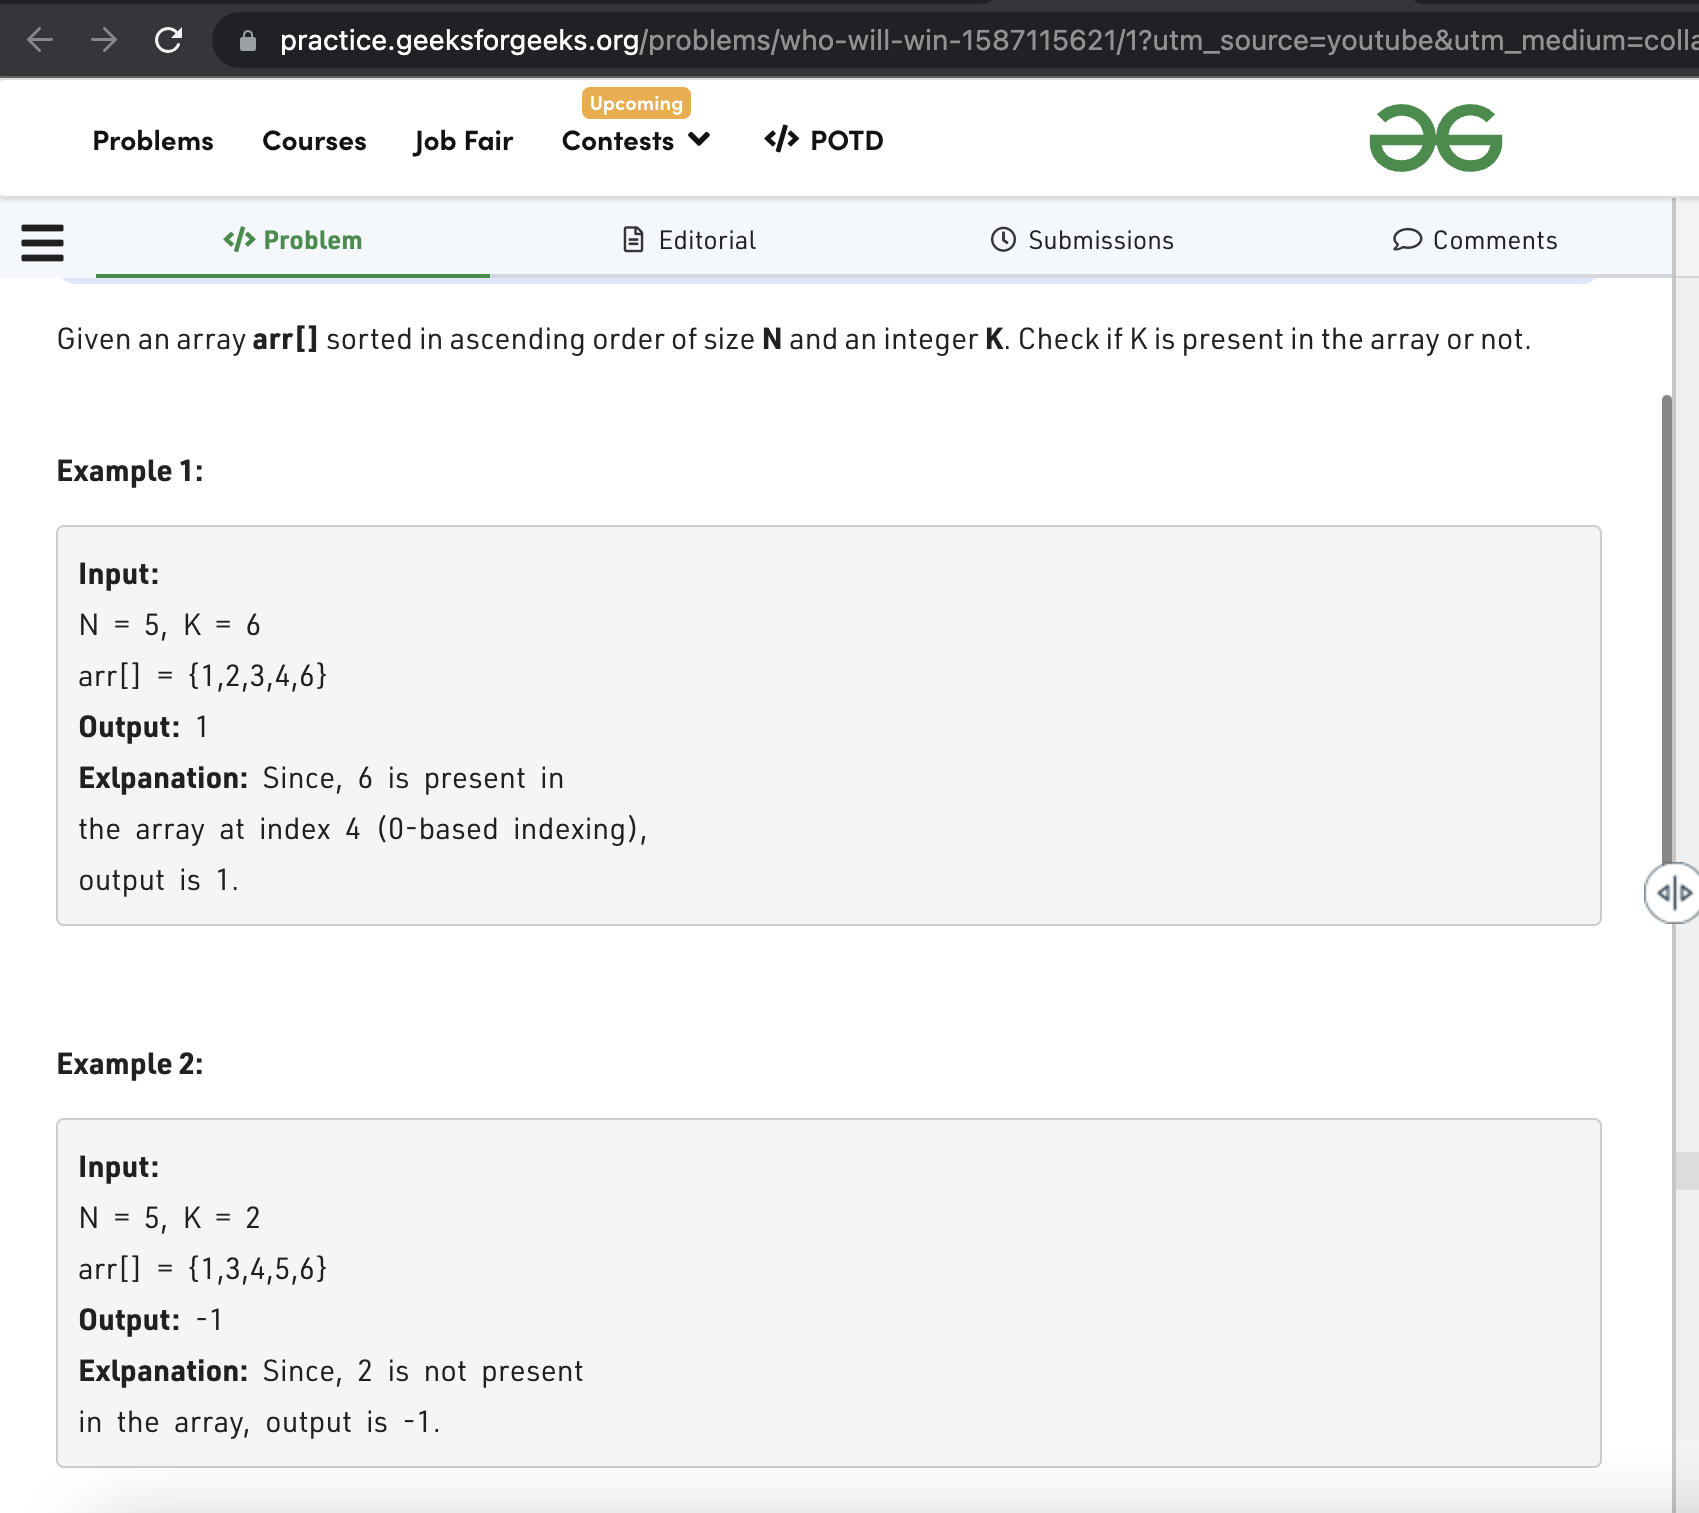 practice.geeksforgeeks.org/problems/who-will-win-1587115621/1?utm_source=youtube&utm_medium=colla
Upcoming
Problems Courses Job Fair Contests </> POTD
</> Problem Editorial Submissions Comments
Given an array arr[] sorted in ascending order of size N and an integer K. Check if K is present in the array or not.
Example 1:
Input:
N = 5, K = 6
arr[] = {1,2,3,4,6}
Output: 1
Exlpanation: Since, 6 is present in
the array at index 4 (0-based indexing),
output is 1.
Example 2:
Input:
N = 5, K = 2
arr[] = {1,3,4,5,6}
Output: -1
Exlpanation: Since, 2 is not present
in the array, output is -1.